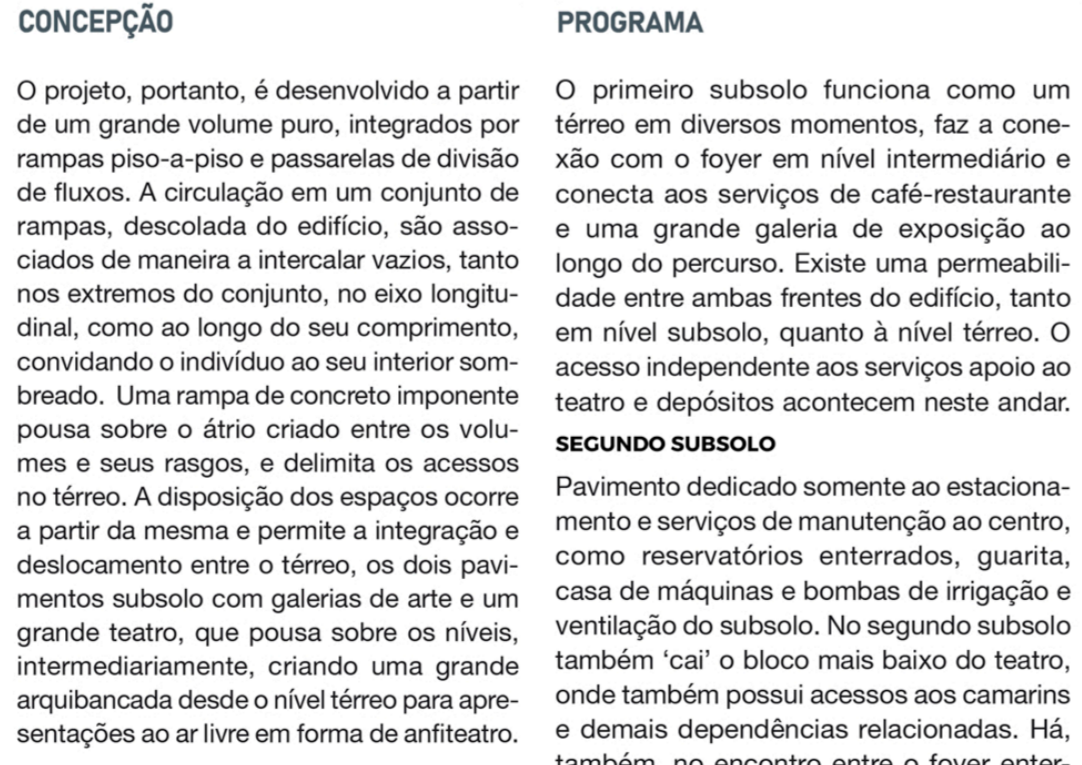 CONCEPÇÃO
O projeto, portanto, é desenvolvido a partir
de um grande volume puro, integrados por
rampas piso-a-piso e passarelas de divisão
de fluxos. A circulação em um conjunto de
rampas, descolada do edifício, são asso-
ciados de maneira a intercalar vazios, tanto
nos extremos do conjunto, no eixo longitu-
dinal, como ao longo do seu comprimento,
convidando o indivíduo ao seu interior som-
breado.  Uma rampa de concreto imponente
pousa sobre o átrio criado entre os volu-
mes e seus rasgos, e delimita os acessos
no térreo. A disposição dos espaços ocorre
a partir da mesma e permite a integração e
deslocamento entre o térreo, os dois pavi-
mentos subsolo com galerias de arte e um
grande teatro, que pousa sobre os níveis,
intermediariamente, criando uma grande
arquibancada desde o nível térreo para apre-
sentações ao ar livre em forma de anfiteatro.
PROGRAMA
O primeiro subsolo funciona como um
térreo em diversos momentos, faz a cone-
xão com o foyer em nível intermediário e
conecta aos serviços de café-restaurante
e uma grande galeria de exposição ao
longo do percurso. Existe uma permeabili-
dade entre ambas frentes do edifício, tanto
em nível subsolo, quanto à nível térreo. O
acesso independente aos serviços apoio ao
teatro e depósitos acontecem neste andar.
SEGUNDO SUBSOLO
Pavimento dedicado somente ao estaciona-
mento e serviços de manutenção ao centro,
como reservatórios enterrados, guarita,
casa de máquinas e bombas de irrigação e
ventilação do subsolo. No segundo subsolo
também ‘cai’ o bloco mais baixo do teatro,
onde também possui acessos aos camarins
e demais dependências relacionadas. Há,
também, no encontro entre o foyer enter-